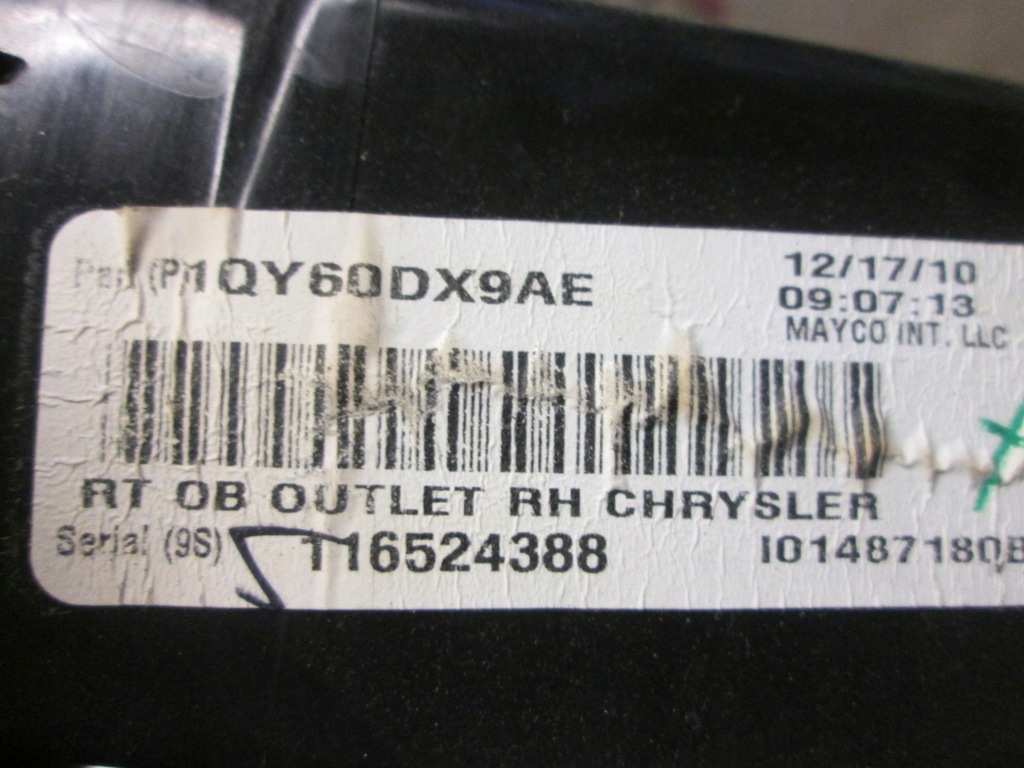 Part (P) 1QY60DX9AE
12/17/10
09:07:13
MAYCO INT. LLC
RT OB OUTLET RH CHRYSLER
Serial (9S) 116524388
I01487180B